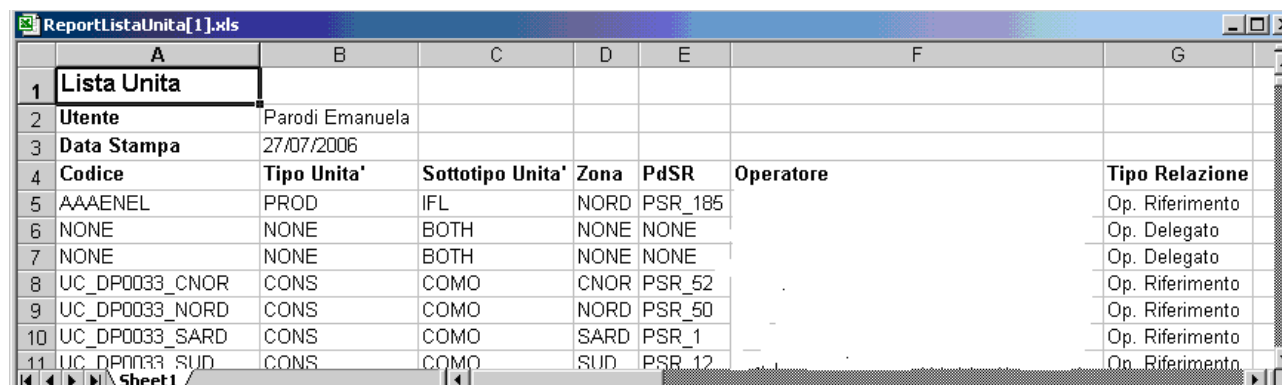 ReportListaUnita[1].xls
A B C D E F G
1 Lista Unita
2 Utente Parodi Emanuela
3 Data Stampa 27/07/2006
4 Codice Tipo Unita' Sottotipo Unita' Zona PdSR Operatore Tipo Relazione
5 AAAENEL PROD IFL NORD PSR_185 Op. Riferimento
6 NONE NONE BOTH NONE NONE Op. Delegato
7 NONE NONE BOTH NONE NONE Op. Delegato
8 UC_DP0033_CNOR CONS COMO CNOR PSR_52 Op. Riferimento
9 UC_DP0033_NORD CONS COMO NORD PSR_50 Op. Riferimento
10 UC_DP0033_SARD CONS COMO SARD PSR_1 Op. Riferimento
11 UC_DP0033_SUD CONS COMO SUD PSR_12 Op. Riferimento
Sheet1